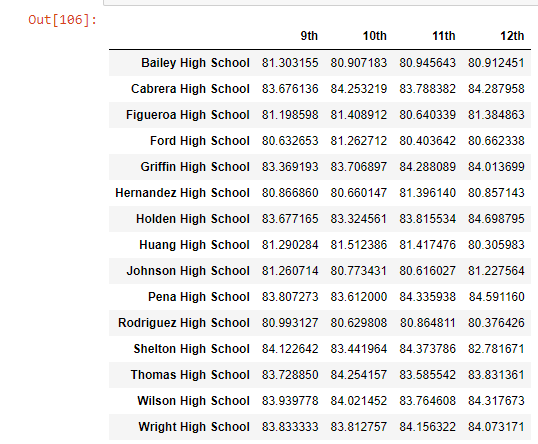 Out[106]:
9th 10th 11th 12th
Bailey High School 81.303155 80.907183 80.945643 80.912451
Cabrera High School 83.676136 84.253219 83.788382 84.287958
Figueroa High School 81.198598 81.408912 80.640339 81.384863
Ford High School 80.632653 81.262712 80.403642 80.662338
Griffin High School 83.369193 83.706897 84.288089 84.013699
Hernandez High School 80.866860 80.660147 81.396140 80.857143
Holden High School 83.677165 83.324561 83.815534 84.698795
Huang High School 81.290284 81.512386 81.417476 80.305983
Johnson High School 81.260714 80.773431 80.616027 81.227564
Pena High School 83.807273 83.612000 84.335938 84.591160
Rodriguez High School 80.993127 80.629808 80.864811 80.376426
Shelton High School 84.122642 83.441964 84.373786 82.781671
Thomas High School 83.728850 84.254157 83.585542 83.831361
Wilson High School 83.939778 84.021452 83.764608 84.317673
Wright High School 83.833333 83.812757 84.156322 84.073171